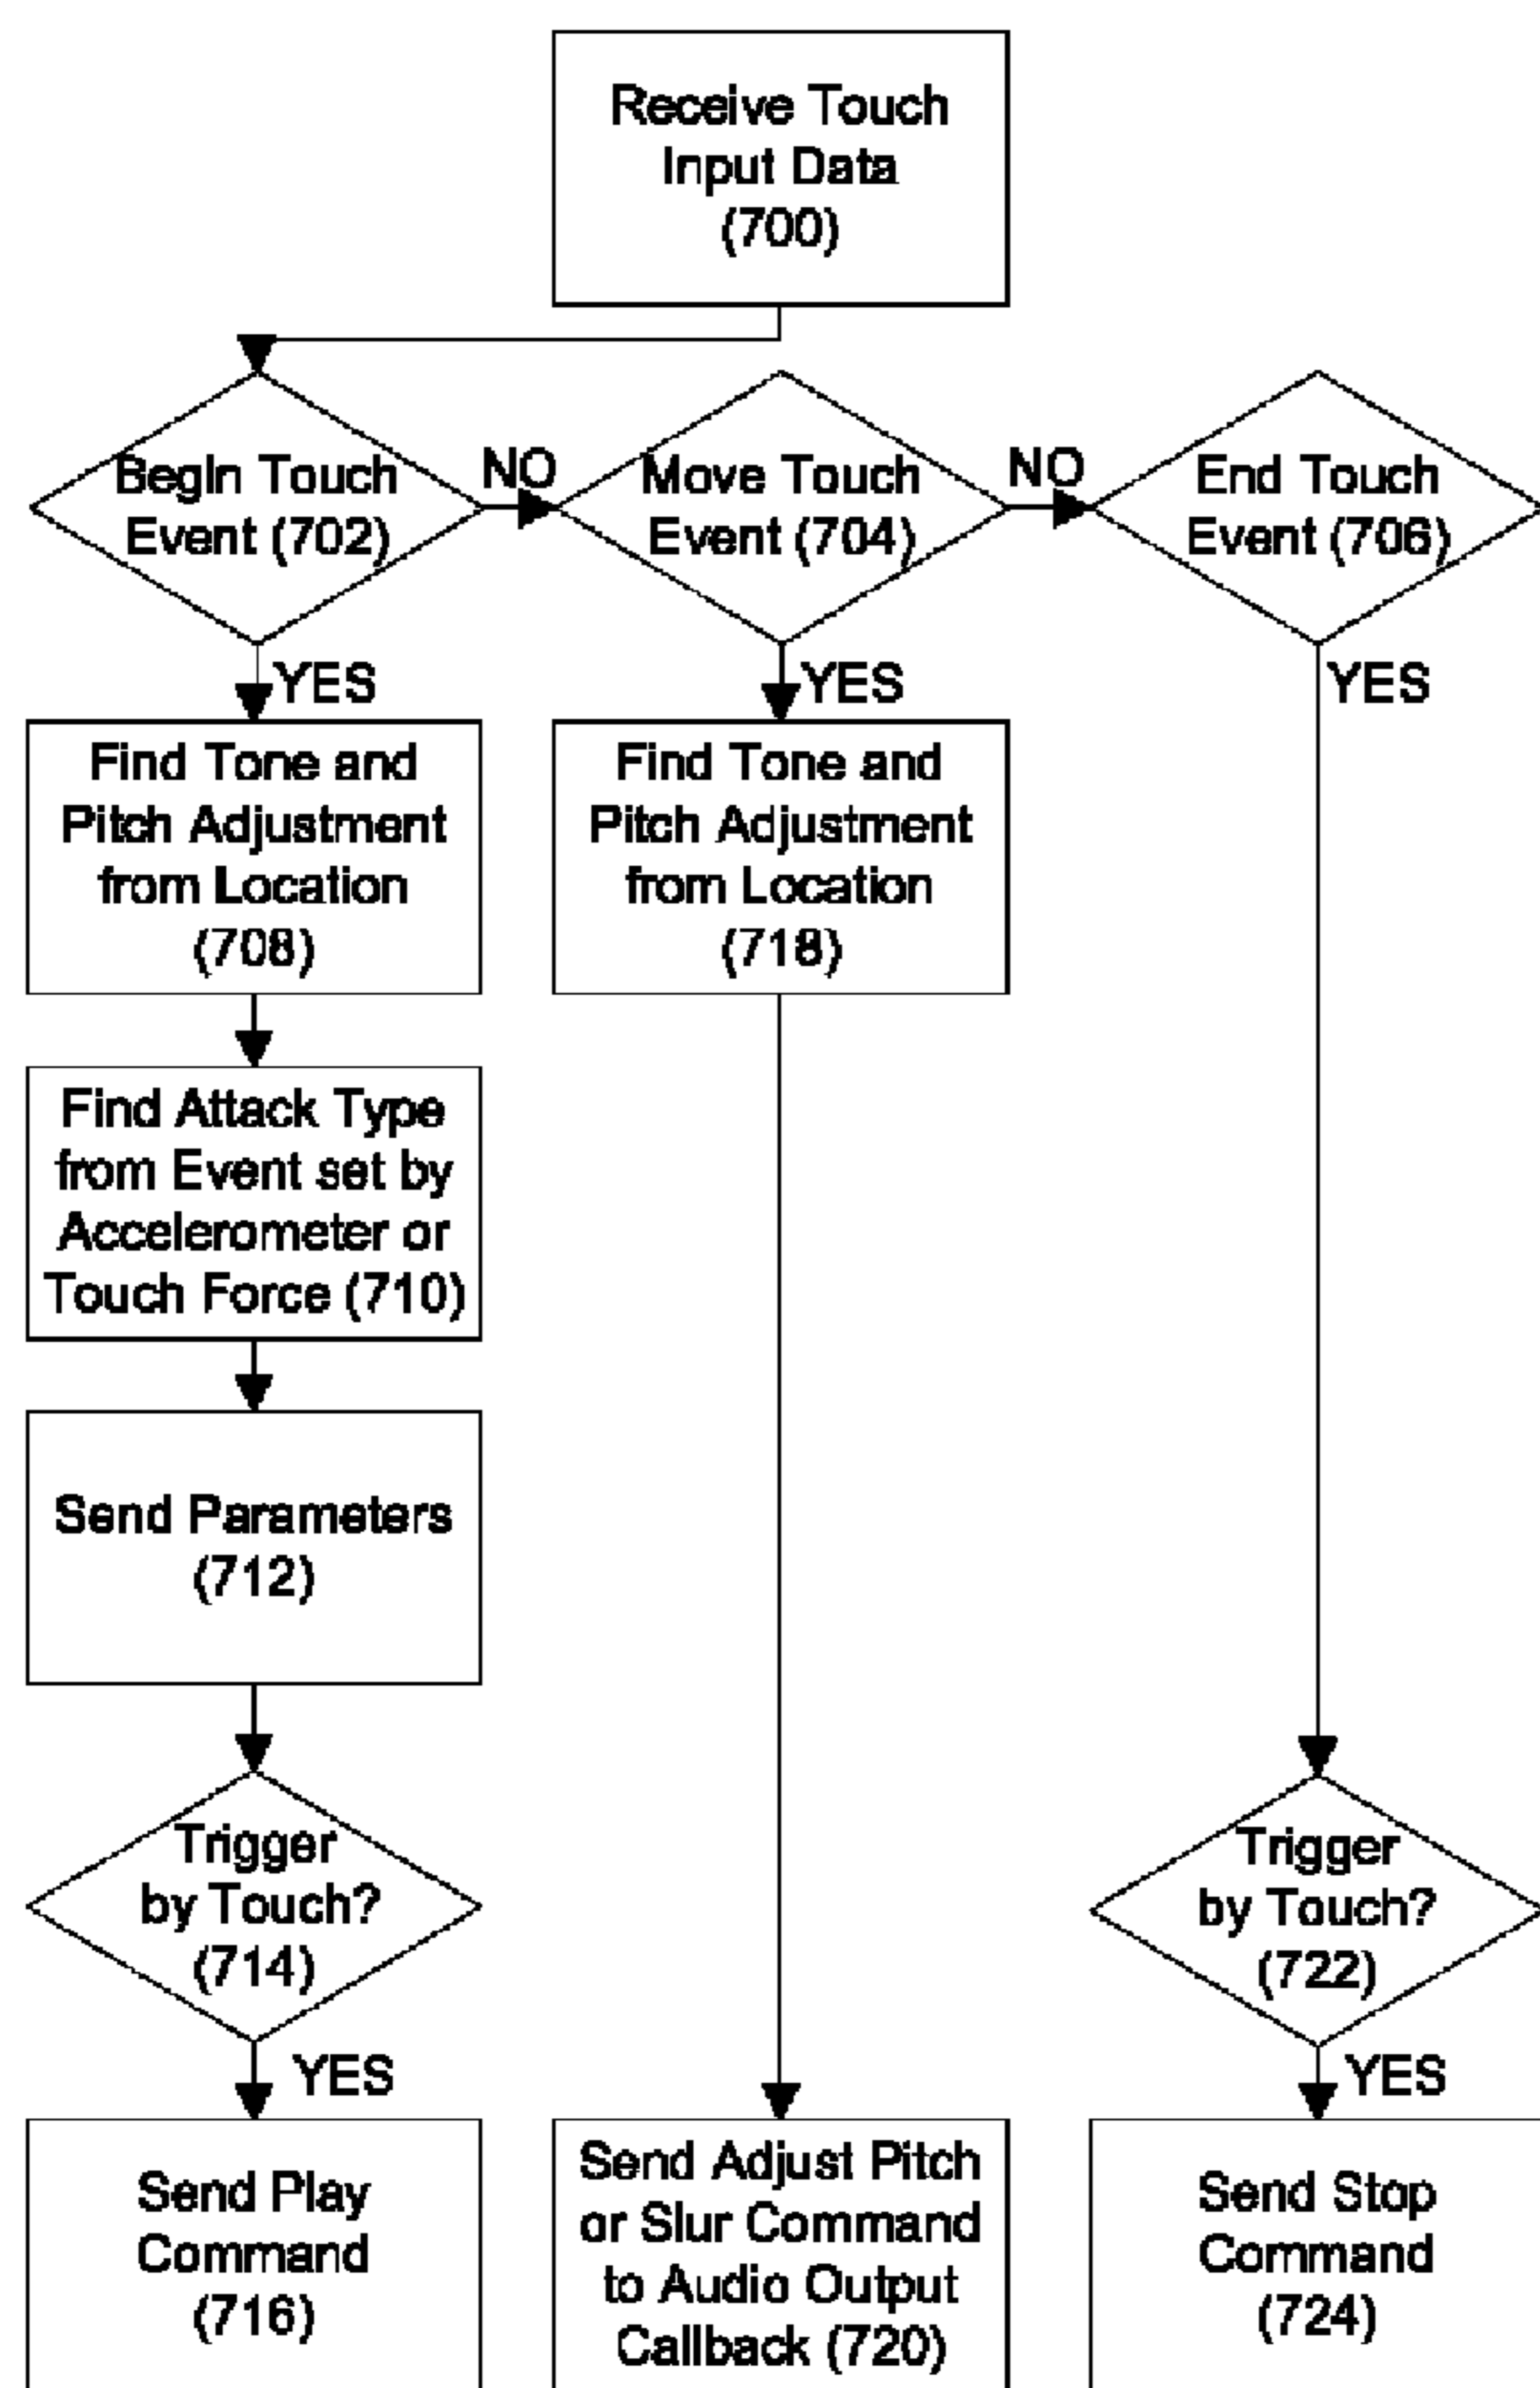 Receive Touch
Input Data
(700)
Begin Touch
Event (702)
NO
Move Touch
Event (704)
NO
End Touch
Event (706)
YES
YES
YES
Find Tone and
Pitch Adjustment
from Location
(708)
Find Tone and
Pitch Adjustment
from Location
(718)
Find Attack Type
from Event set by
Accelerometer or
Touch Force (710)
Send Parameters
(712)
Trigger
by Touch?
(714)
Trigger
by Touch?
(722)
YES
YES
Send Play
Command
(716)
Send Adjust Pitch
or Slur Command
to Audio Output
Callback (720)
Send Stop
Command
(724)